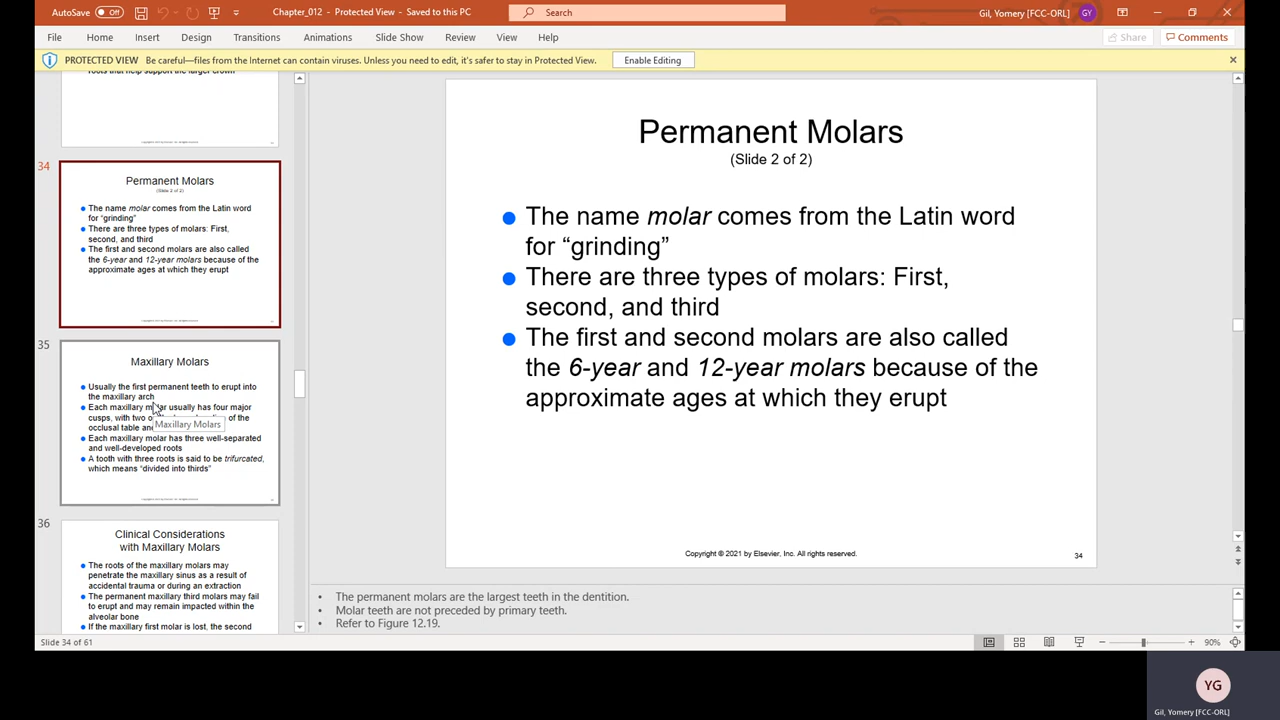 AutoSave Off Chapter_012 - Protected View - Saved to this PC Search Gil, Yomery [FCC-ORL] GY
File Home Insert Design Transitions Animations Slide Show Review View Help Share Comments
PROTECTED VIEW Be careful—files from the Internet can contain viruses. Unless you need to edit, it's safer to stay in Protected View. Enable Editing
roots that help support the larger crown
34
Permanent Molars
(Slide 2 of 2)
The name molar comes from the Latin word
for “grinding”
There are three types of molars: First,
second, and third
The first and second molars are also called
the 6-year and 12-year molars because of the
approximate ages at which they erupt
35
Maxillary Molars
Usually the first permanent teeth to erupt into
the maxillary arch
Each maxillary molar usually has four major
cusps, with two of the
occlusal table
Maxillary Molars
Each maxillary molar has three well-separated
and well-developed roots
A tooth with three roots is said to be trifurcated,
which means “divided into thirds”
36
Clinical Considerations
with Maxillary Molars
The roots of the maxillary molars may
penetrate the maxillary sinus as a result of
accidental trauma or during an extraction
The permanent maxillary third molars may fail
to erupt and may remain impacted within the
alveolar bone
If the maxillary first molar is lost, the second
Permanent Molars
(Slide 2 of 2)
The name molar comes from the Latin word
for “grinding”
There are three types of molars: First,
second, and third
The first and second molars are also called
the 6-year and 12-year molars because of the
approximate ages at which they erupt
Copyright © 2021 by Elsevier, Inc. All rights reserved. 34
• The permanent molars are the largest teeth in the dentition.
• Molar teeth are not preceded by primary teeth.
• Refer to Figure 12.19.
Slide 34 of 61 90%
YG
Gil, Yomery [FCC-ORL]